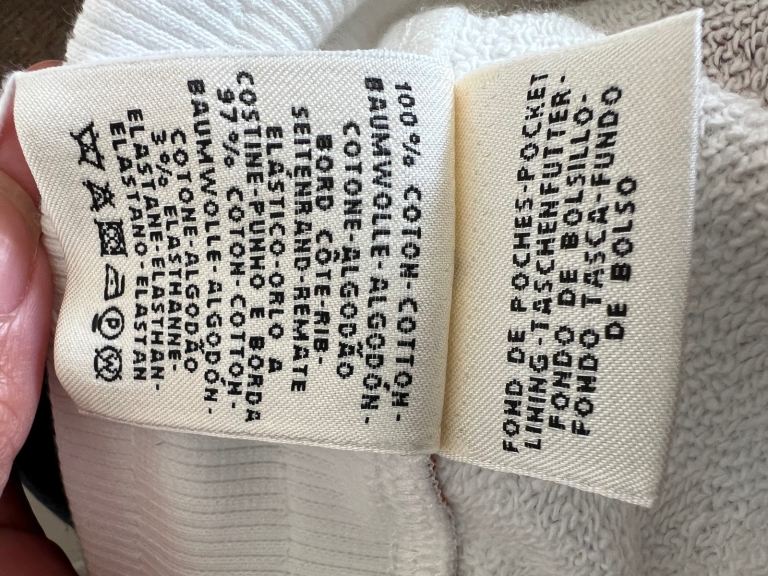 FOND DE POCHES-POCKET
LINING-TASCHENFUTTER-
FONDO DE BOLSILLO-
FONDO TASCA-FUNDO
DE BOLSO
100% COTON-COTTON-
BAUMWOLLE-ALGODÓN-
COTONE-ALGODÃO
BORD CÔTE-RIB-
SEITENRAND-REMATE
ELÁSTICO-ORLO A
COSTINE-PUNHO E BORDA
97% COTON-COTTON-
BAUMWOLLE-ALGODÓN-
COTONE-ALGODÃO
3% ELASTHANNE-
ELASTANE-ELASTHAN-
ELASTANO-ELASTAN
P W